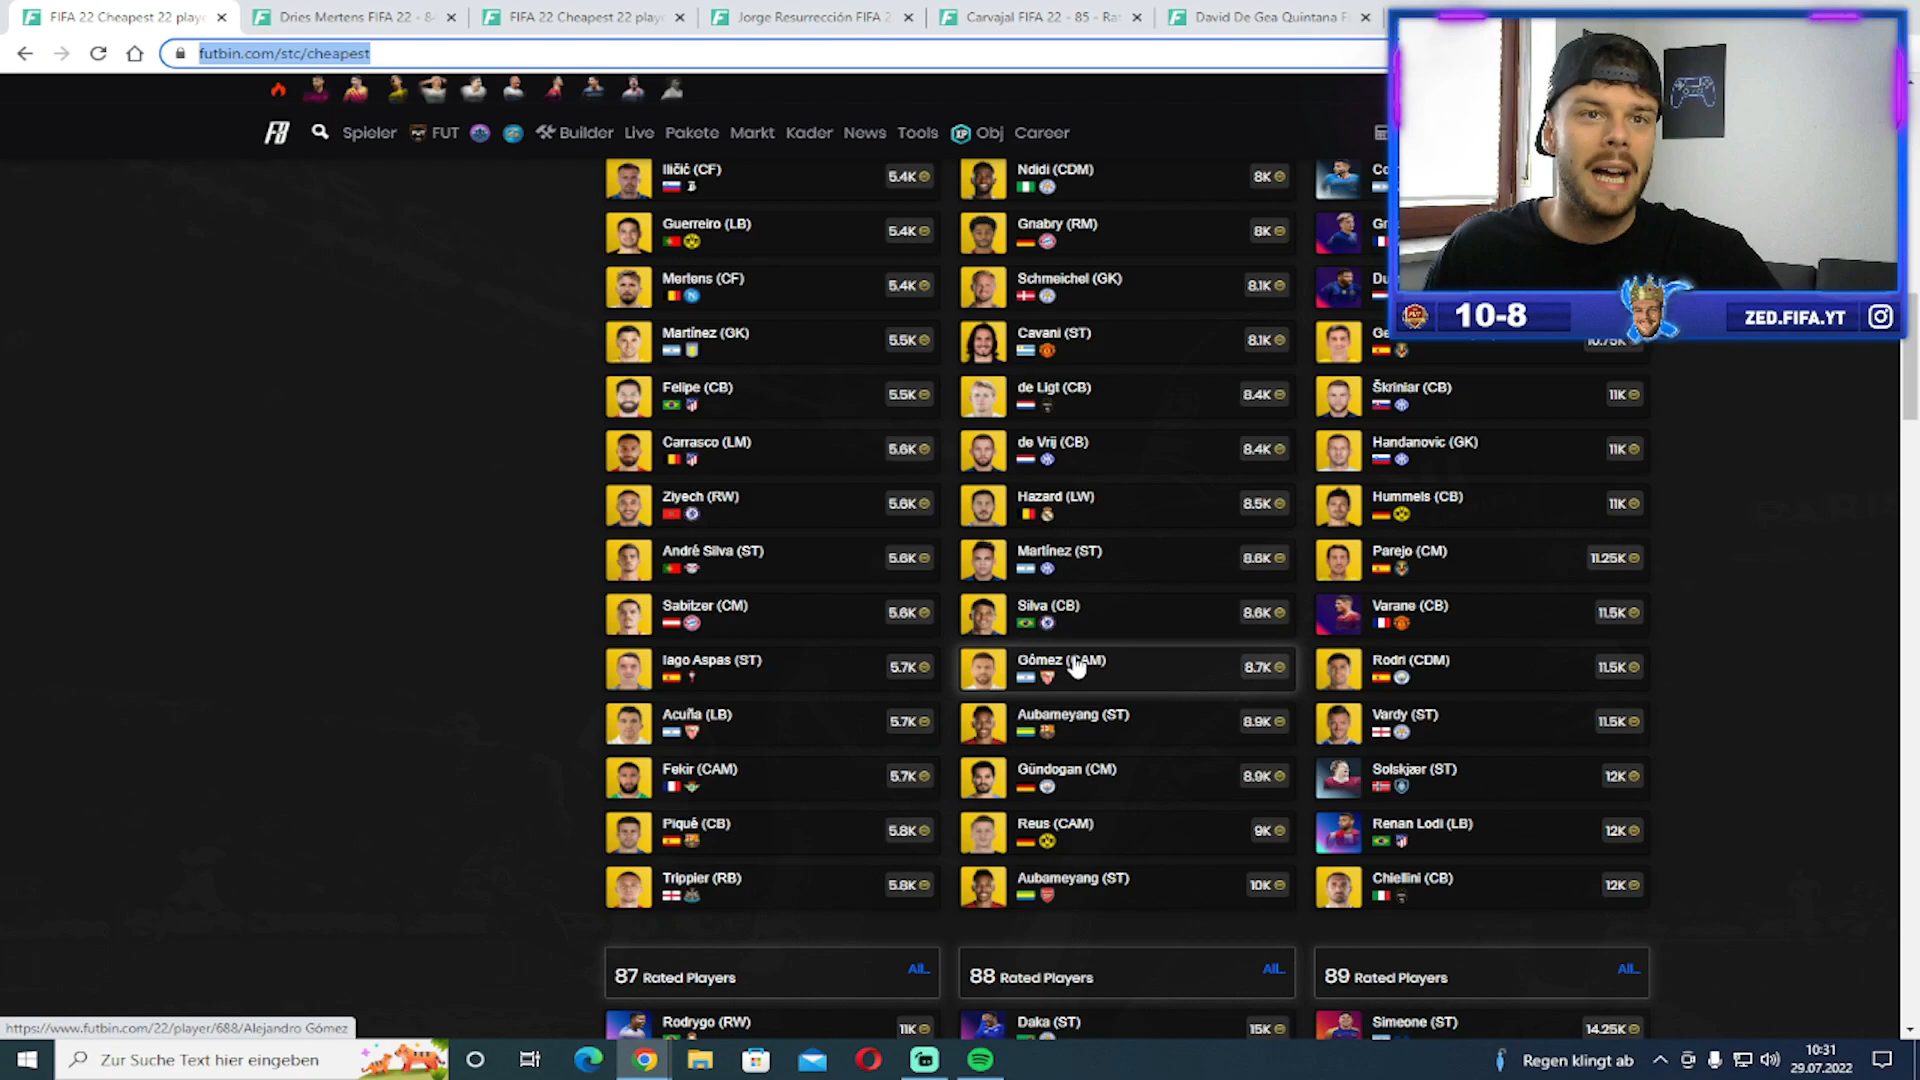 FIFA 22 Cheapest 22 playe
Dries Mertens FIFA 22 - 84
FIFA 22 Cheapest 22 playe
Jorge Resurrección FIFA 2
Carvajal FIFA 22 - 85 - Rat
David De Gea Quintana F
futbin.com/stc/cheapest
FB Spieler FUT Builder Live Pakete Markt Kader News Tools XP Obj Career
10-8 ZED.FIFA.YT
Iličić (CF) 5.4K
Ndidi (CDM) 8K
Guerreiro (LB) 5.4K
Gnabry (RM) 8K
Mertens (CF) 5.4K
Schmeichel (GK) 8.1K
Martínez (GK) 5.5K
Cavani (ST) 8.1K
10.75K
Felipe (CB) 5.5K
de Ligt (CB) 8.4K
Škriniar (CB) 11K
Carrasco (LM) 5.6K
de Vrij (CB) 8.4K
Handanovic (GK) 11K
Ziyech (RW) 5.6K
Hazard (LW) 8.5K
Hummels (CB) 11K
André Silva (ST) 5.6K
Martínez (ST) 8.6K
Parejo (CM) 11.25K
Sabitzer (CM) 5.6K
Silva (CB) 8.6K
Varane (CB) 11.5K
Iago Aspas (ST) 5.7K
Gómez (CAM) 8.7K
Rodri (CDM) 11.5K
Acuña (LB) 5.7K
Aubameyang (ST) 8.9K
Vardy (ST) 11.5K
Fekir (CAM) 5.7K
Gündogan (CM) 8.9K
Solskjær (ST) 12K
Piqué (CB) 5.8K
Reus (CAM) 9K
Renan Lodi (LB) 12K
Trippier (RB) 5.8K
Aubameyang (ST) 10K
Chiellini (CB) 12K
87 Rated Players All..
88 Rated Players All..
89 Rated Players All..
Rodrygo (RW) 11K
Daka (ST) 15K
Simeone (ST) 14.25K
https://www.futbin.com/22/player/688/Alejandro Gómez
Zur Suche Text hier eingeben
Regen klingt ab
10:31
29.07.2022